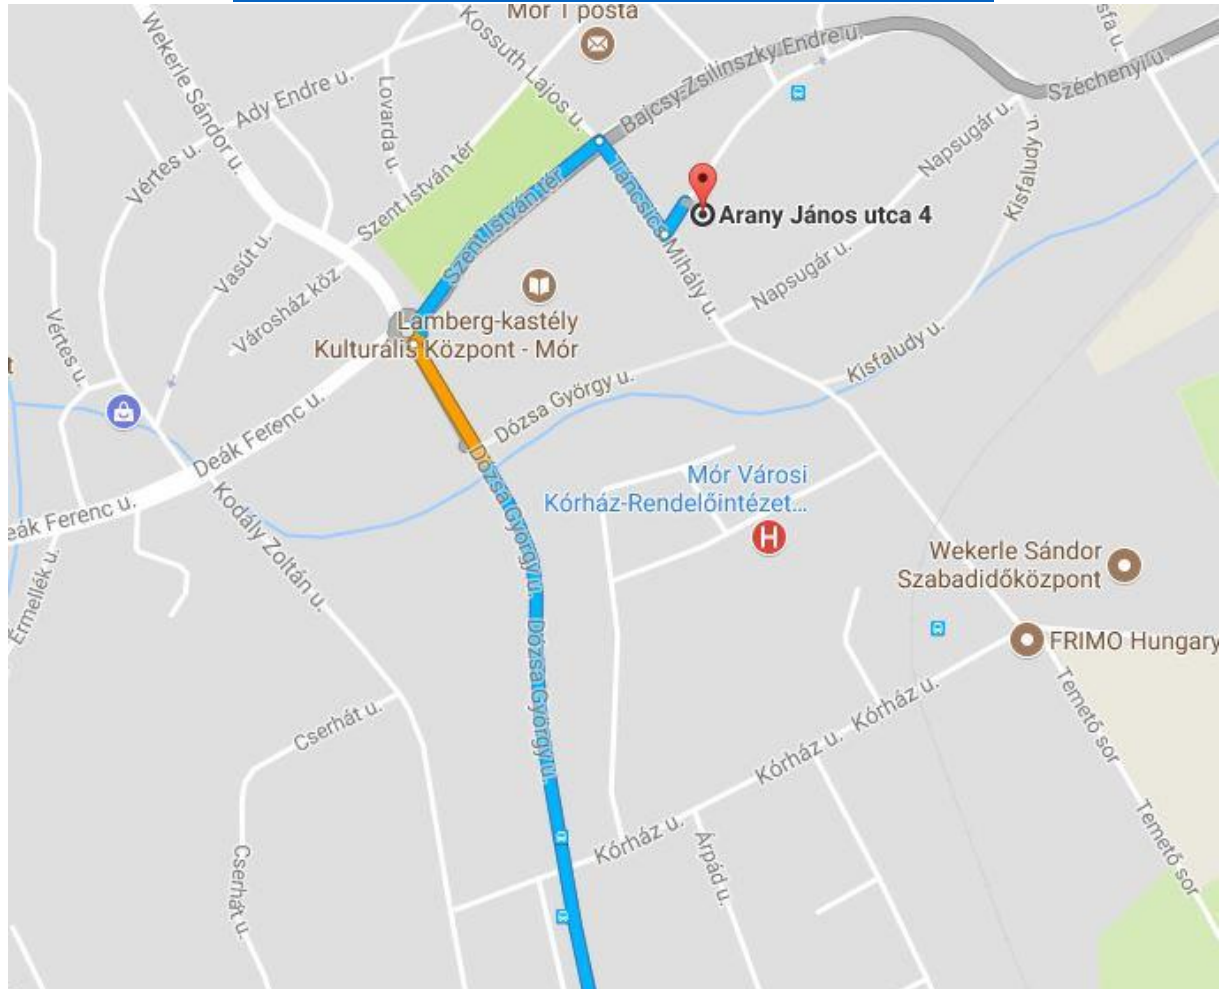 Mór 1 posta
Kossuth Lajos u.
Wekerle Sándor u.
Bajcsy-Zsilinszky Endre u.
Széchenyi u.
sfa u.
Ady Endre u.
Lovarda u.
Vértes u.
Szent István tér
Napsugár u.
Kisfaludy u.
Táncsics Mihály u.
Arany János utca 4
Szent István tér
Vasút u.
Városház köz
Napsugár u.
Lamberg-kastély
Kulturális Központ - Mór
Vértes u.
t
Kisfaludy u.
Dózsa György u.
Deák Ferenc u.
Mór Városi
Kórház-Rendelőintézet...
H
eák Ferenc u.
Kodály Zoltán u.
Dózsa György u.
Wekerle Sándor
Szabadidőközpont
Érmellék u.
FRIMO Hungary
Dózsa György u.
Cserhát u.
Kórház u.
Kórház u.
Temető sor
Kórház u.
Árpád u.
Temető sor
Cserhát u.